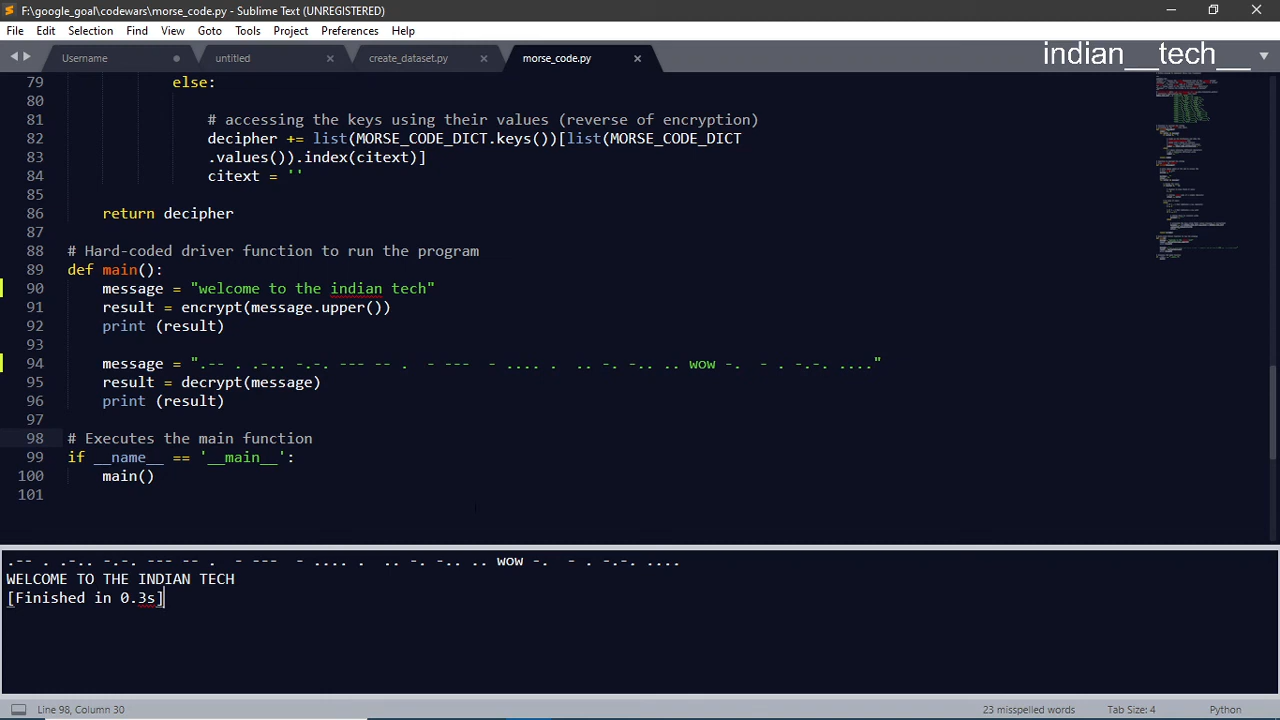 F:\google_goal\codewars\morse_code.py - Sublime Text (UNREGISTERED)
File Edit Selection Find View Goto Tools Project Preferences Help
Username untitled create_dataset.py morse_code.py indian__tech__
79 else:
80
81 # accessing the keys using their values (reverse of encryption)
82 decipher += list(MORSE_CODE_DICT.keys())[list(MORSE_CODE_DICT
83 .values()).index(citext)]
84 citext = ''
85
86 return decipher
87
88 # Hard-coded driver function to run the program
89 def main():
90 message = "welcome to the indian tech"
91 result = encrypt(message.upper())
92 print (result)
93
94 message = ".-- . .-.. -.-. --- -- .  - ---  - .... .  .. -. -.. .. wow -.  - . -.-. ...."
95 result = decrypt(message)
96 print (result)
97
98 # Executes the main function
99 if __name__ == '__main__':
100 main()
101
.-- . .-.. -.-. --- -- .  - ---  - .... .  .. -. -.. .. wow -.  - . -.-. ....
WELCOME TO THE INDIAN TECH
[Finished in 0.3s]
Line 98, Column 30 23 misspelled words Tab Size: 4 Python